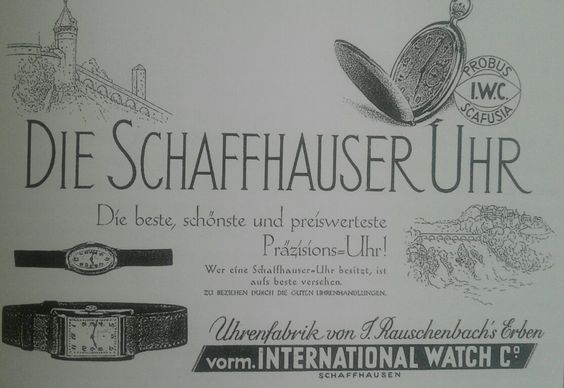 PROBUS
I.W.C.
SCAFUSIA
DIE SCHAFFHAUSER UHR
Die beste, schönste und preiswerteste
Präzisions=Uhr!
Wer eine Schaffhauser-Uhr besitzt, ist
aufs beste versehen.
ZU BEZIEHEN DURCH DIE GUTEN UHRENHANDLUNGEN.
Uhrenfabrik von J. Rauschenbach's Erben
vorm. INTERNATIONAL WATCH Co
SCHAFFHAUSEN